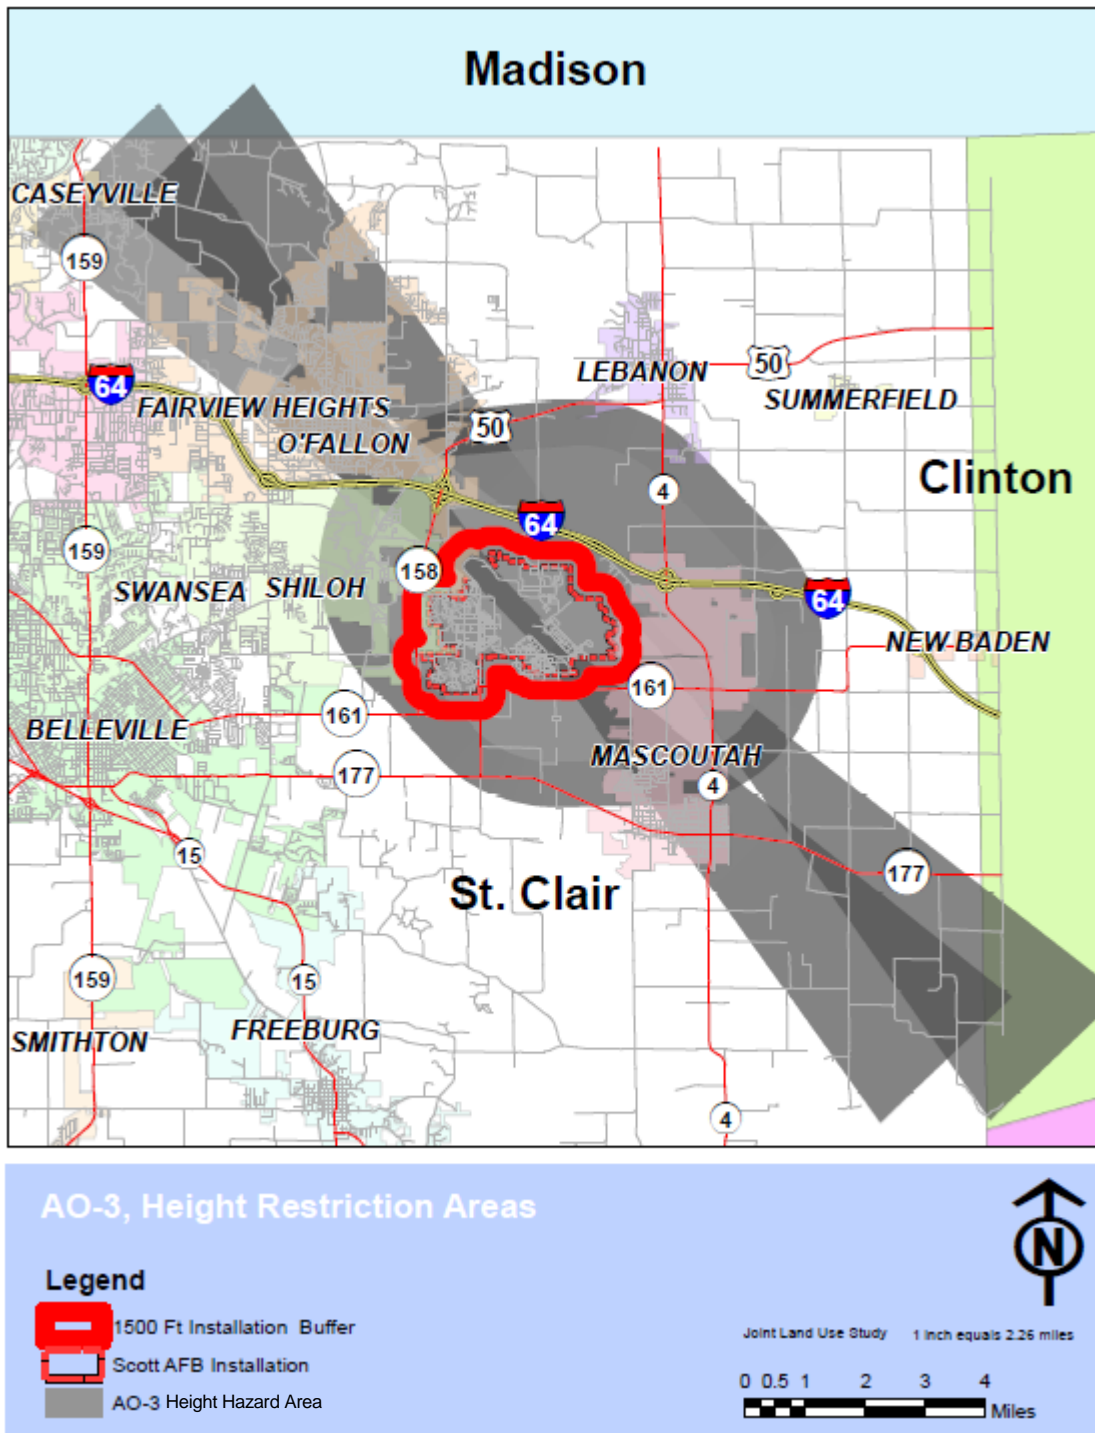 Madison
CASEYVILLE
159
64
FAIRVIEW HEIGHTS
O'FALLON
50
LEBANON
50
SUMMERFIELD
Clinton
4
64
159
158
SWANSEA
SHILOH
64
NEW BADEN
161
161
BELLEVILLE
177
MASCOUTAH
4
15
St. Clair
177
159
15
SMITHTON
FREEBURG
4
AO-3, Height Restriction Areas
N
Legend
1500 Ft Installation Buffer
Scott AFB Installation
AO-3 Height Hazard Area
Joint Land Use Study
1 inch equals 2.26 miles
0 0.5 1 2 3 4
Miles